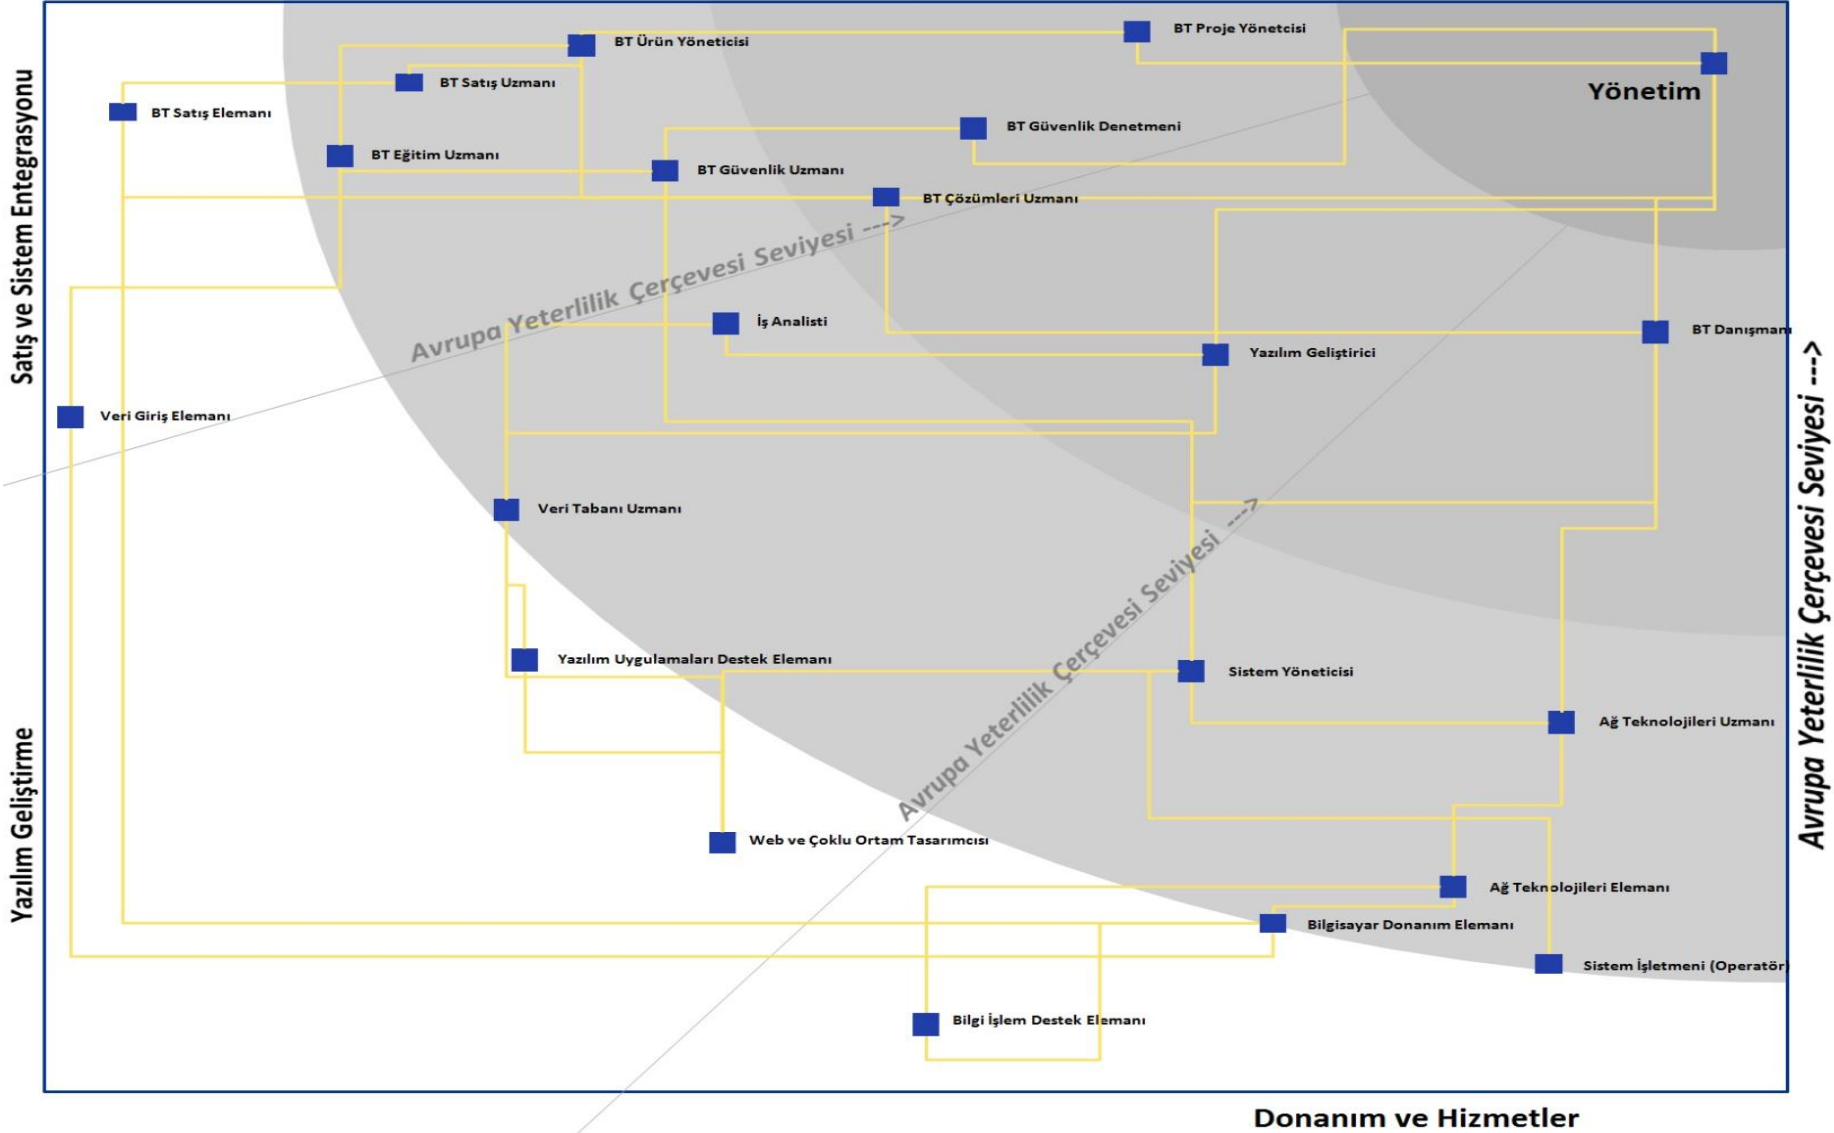 BT Proje Yönetcisi
BT Ürün Yöneticisi
BT Satış Uzmanı
Yönetim
BT Satış Elemanı
BT Güvenlik Denetmeni
BT Eğitim Uzmanı
BT Güvenlik Uzmanı
BT Çözümleri Uzmanı
Satış ve Sistem Entegrasyonu
Avrupa Yeterlilik Çerçevesi Seviyesi --->
İş Analisti
BT Danışmanı
Yazılım Geliştirici
Veri Giriş Elemanı
Veri Tabanı Uzmanı
Avrupa Yeterlilik Çerçevesi Seviyesi --->
Avrupa Yeterlilik Çerçevesi Seviyesi --->
Yazılım Uygulamaları Destek Elemanı
Sistem Yöneticisi
Ağ Teknolojileri Uzmanı
Yazılım Geliştirme
Web ve Çoklu Ortam Tasarımcısı
Ağ Teknolojileri Elemanı
Bilgisayar Donanım Elemanı
Sistem İşletmeni (Operatör)
Bilgi İşlem Destek Elemanı
Donanım ve Hizmetler